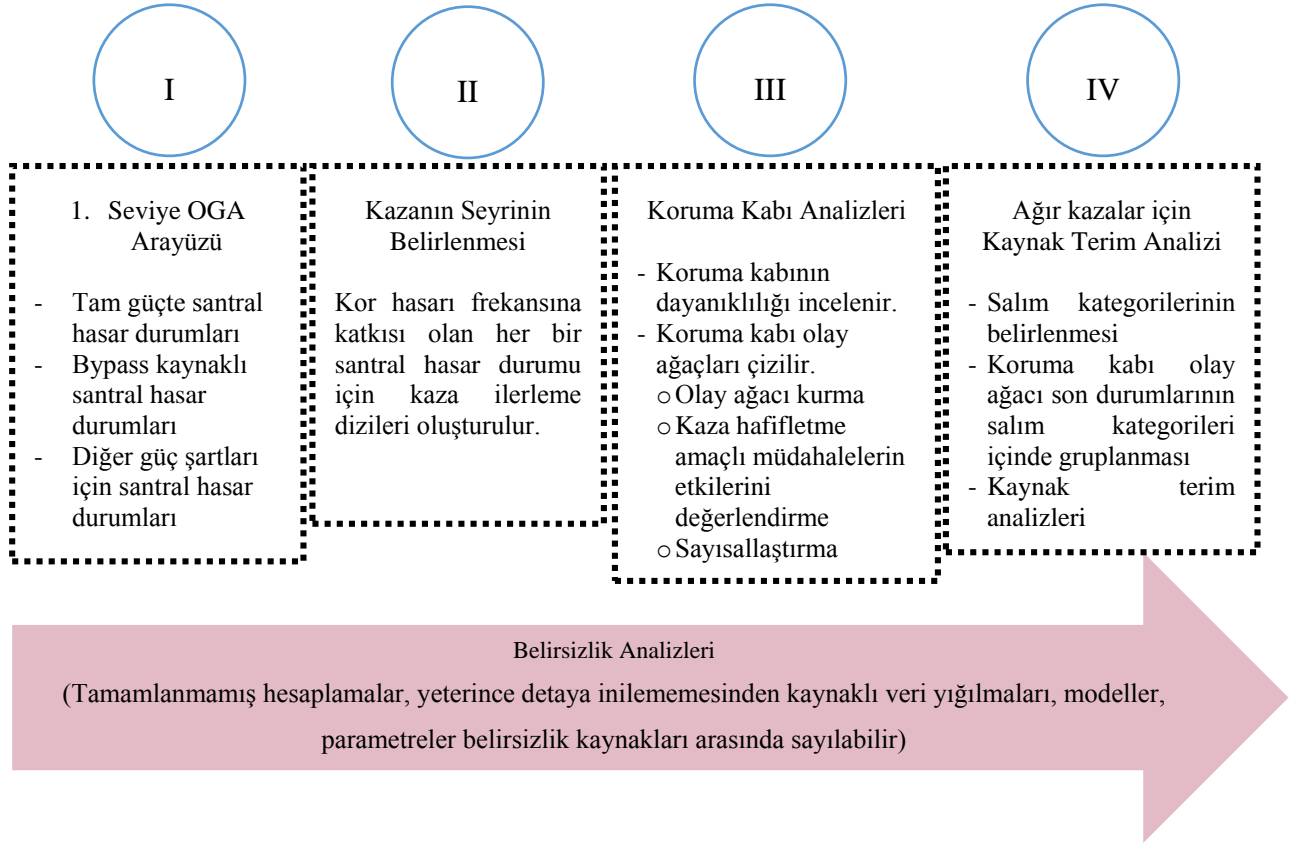 I
II
III
IV
1. Seviye OGA
Arayüzü
- Tam güçte santral
hasar durumları
- Bypass kaynaklı
santral hasar
durumları
- Diğer güç şartları
için santral hasar
durumları
Kazanın Seyrinin
Belirlenmesi
Kor hasarı frekansına
katkısı olan her bir
santral hasar durumu
için kaza ilerleme
dizileri oluşturulur.
Koruma Kabı Analizleri
- Koruma kabının
dayanıklılığı incelenir.
- Koruma kabı olay
ağaçları çizilir.
o Olay ağacı kurma
o Kaza hafifletme
amaçlı müdahalelerin
etkilerini
değerlendirme
o Sayısallaştırma
Ağır kazalar için
Kaynak Terim Analizi
- Salım kategorilerinin
belirlenmesi
- Koruma kabı olay
ağacı son durumlarının
salım kategorileri
içinde gruplanması
- Kaynak terim
analizleri
Belirsizlik Analizleri
(Tamamlanmamış hesaplamalar, yeterince detaya inilememesinden kaynaklı veri yığılmaları, modeller,
parametreler belirsizlik kaynakları arasında sayılabilir)